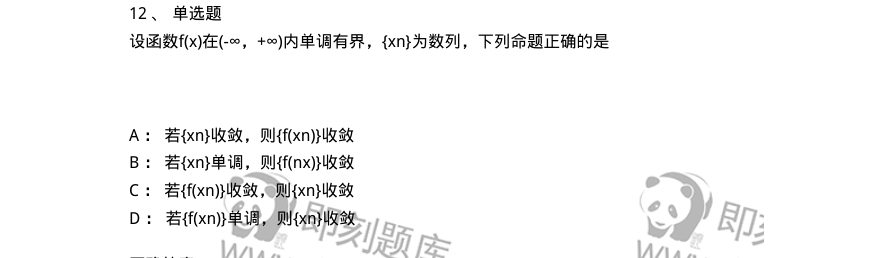 12 、 单选题
设函数f(x)在(-∞，+∞)内单调有界，{xn}为数列，下列命题正确的是
A ： 若{xn}收敛，则{f(xn)}收敛
B ： 若{xn}单调，则{f(nx)}收敛
C ： 若{f(xn)}收敛，则{xn}收敛
D ： 若{f(xn)}单调，则{xn}收敛
即刻题库
即刻